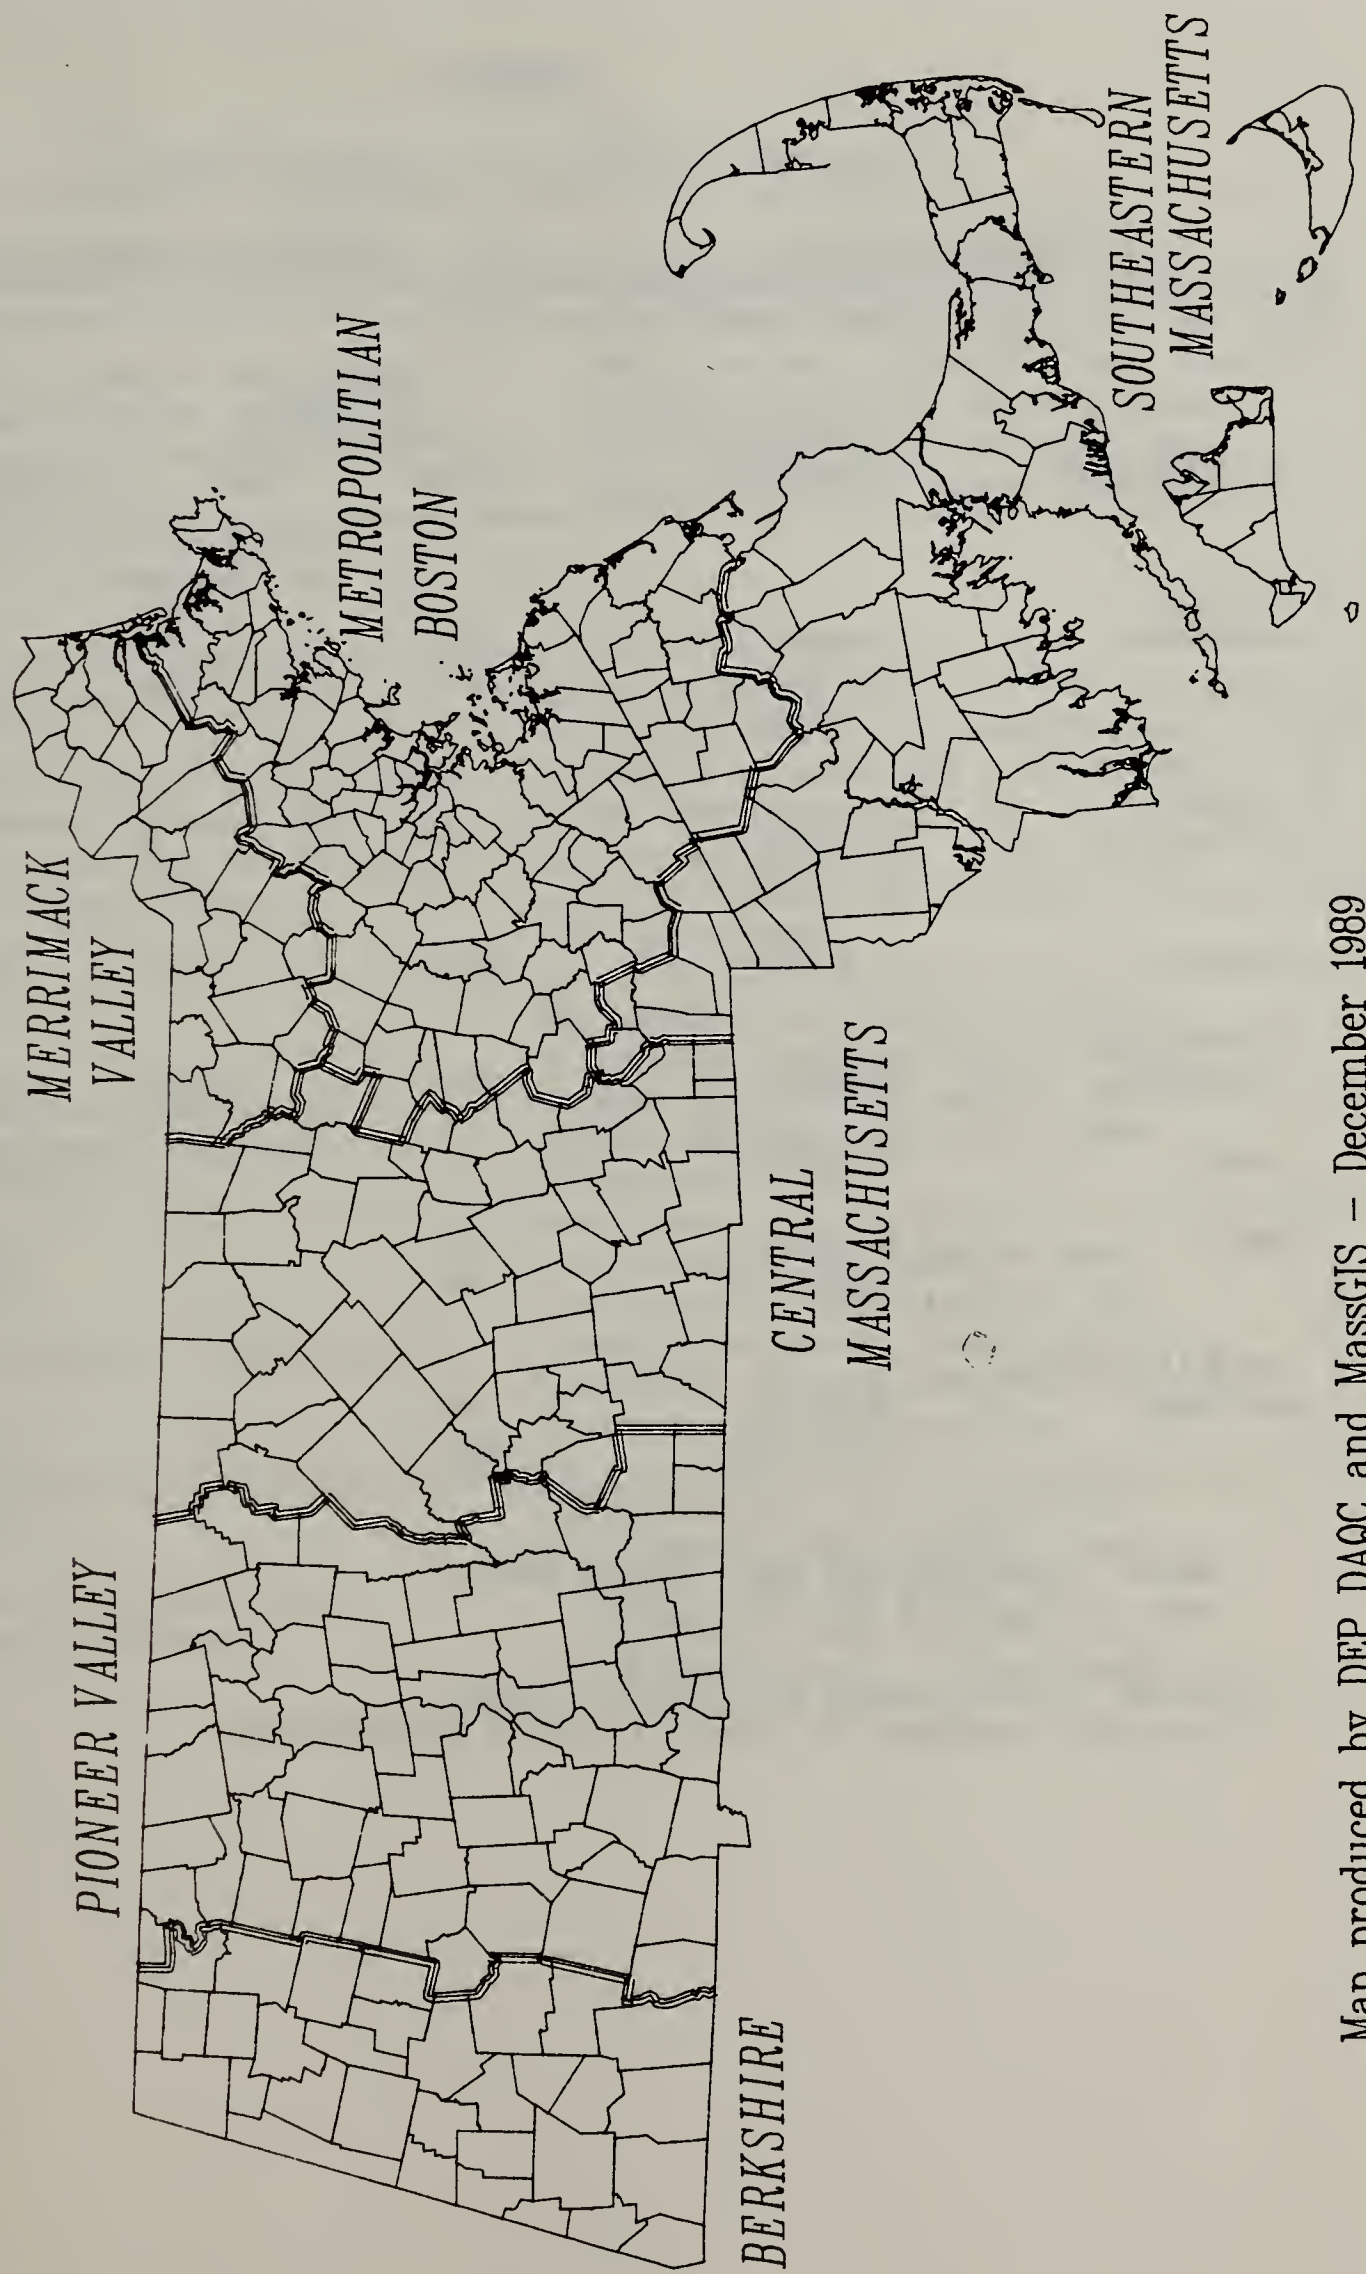 MERRIMACK
VALLEY
PIONEER VALLEY
METROPOLITIAN
BOSTON
BERKSHIRE
CENTRAL
MASSACHUSETTS
SOUTHEASTERN
MASSACHUSETTS
Map produced by DEP DAQC and MassGIS – December 1989